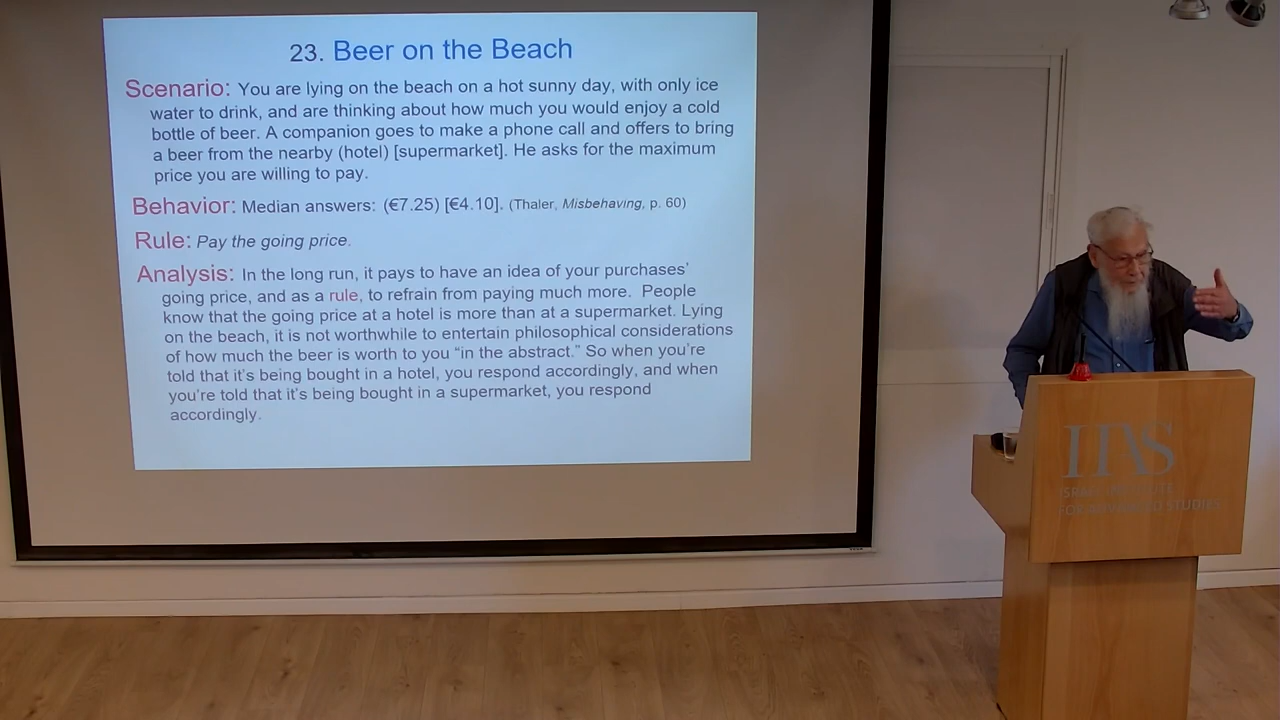 23. Beer on the Beach
Scenario: You are lying on the beach on a hot sunny day, with only ice
water to drink, and are thinking about how much you would enjoy a cold
bottle of beer. A companion goes to make a phone call and offers to bring
a beer from the nearby (hotel) [supermarket]. He asks for the maximum
price you are willing to pay.
Behavior: Median answers: (€7.25) [€4.10]. (Thaler, Misbehaving, p. 60)
Rule: Pay the going price.
Analysis: In the long run, it pays to have an idea of your purchases'
going price, and as a rule, to refrain from paying much more. People
know that the going price at a hotel is more than at a supermarket. Lying
on the beach, it is not worthwhile to entertain philosophical considerations
of how much the beer is worth to you “in the abstract.” So when you’re
told that it’s being bought in a hotel, you respond accordingly, and when
you’re told that it’s being bought in a supermarket, you respond
accordingly.
IIAS
ISRAEL INSTITUTE
FOR ADVANCED STUDIES